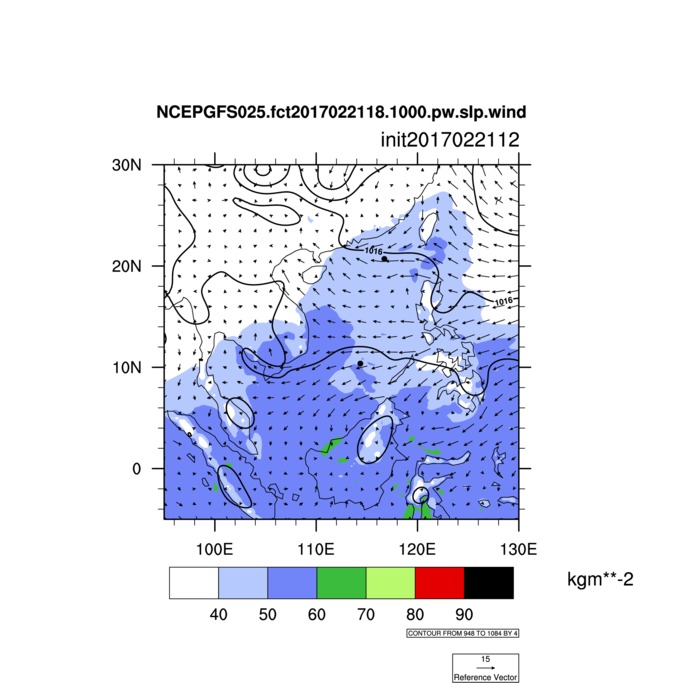 NCEPGFS025.fct2017022118.1000.pw.slp.wind
init2017022112
30N
1016
20N
1016
10N
0
100E 110E 120E 130E
kgm**-2
40 50 60 70 80 90
CONTOUR FROM 948 TO 1084 BY 4
15
Reference Vector